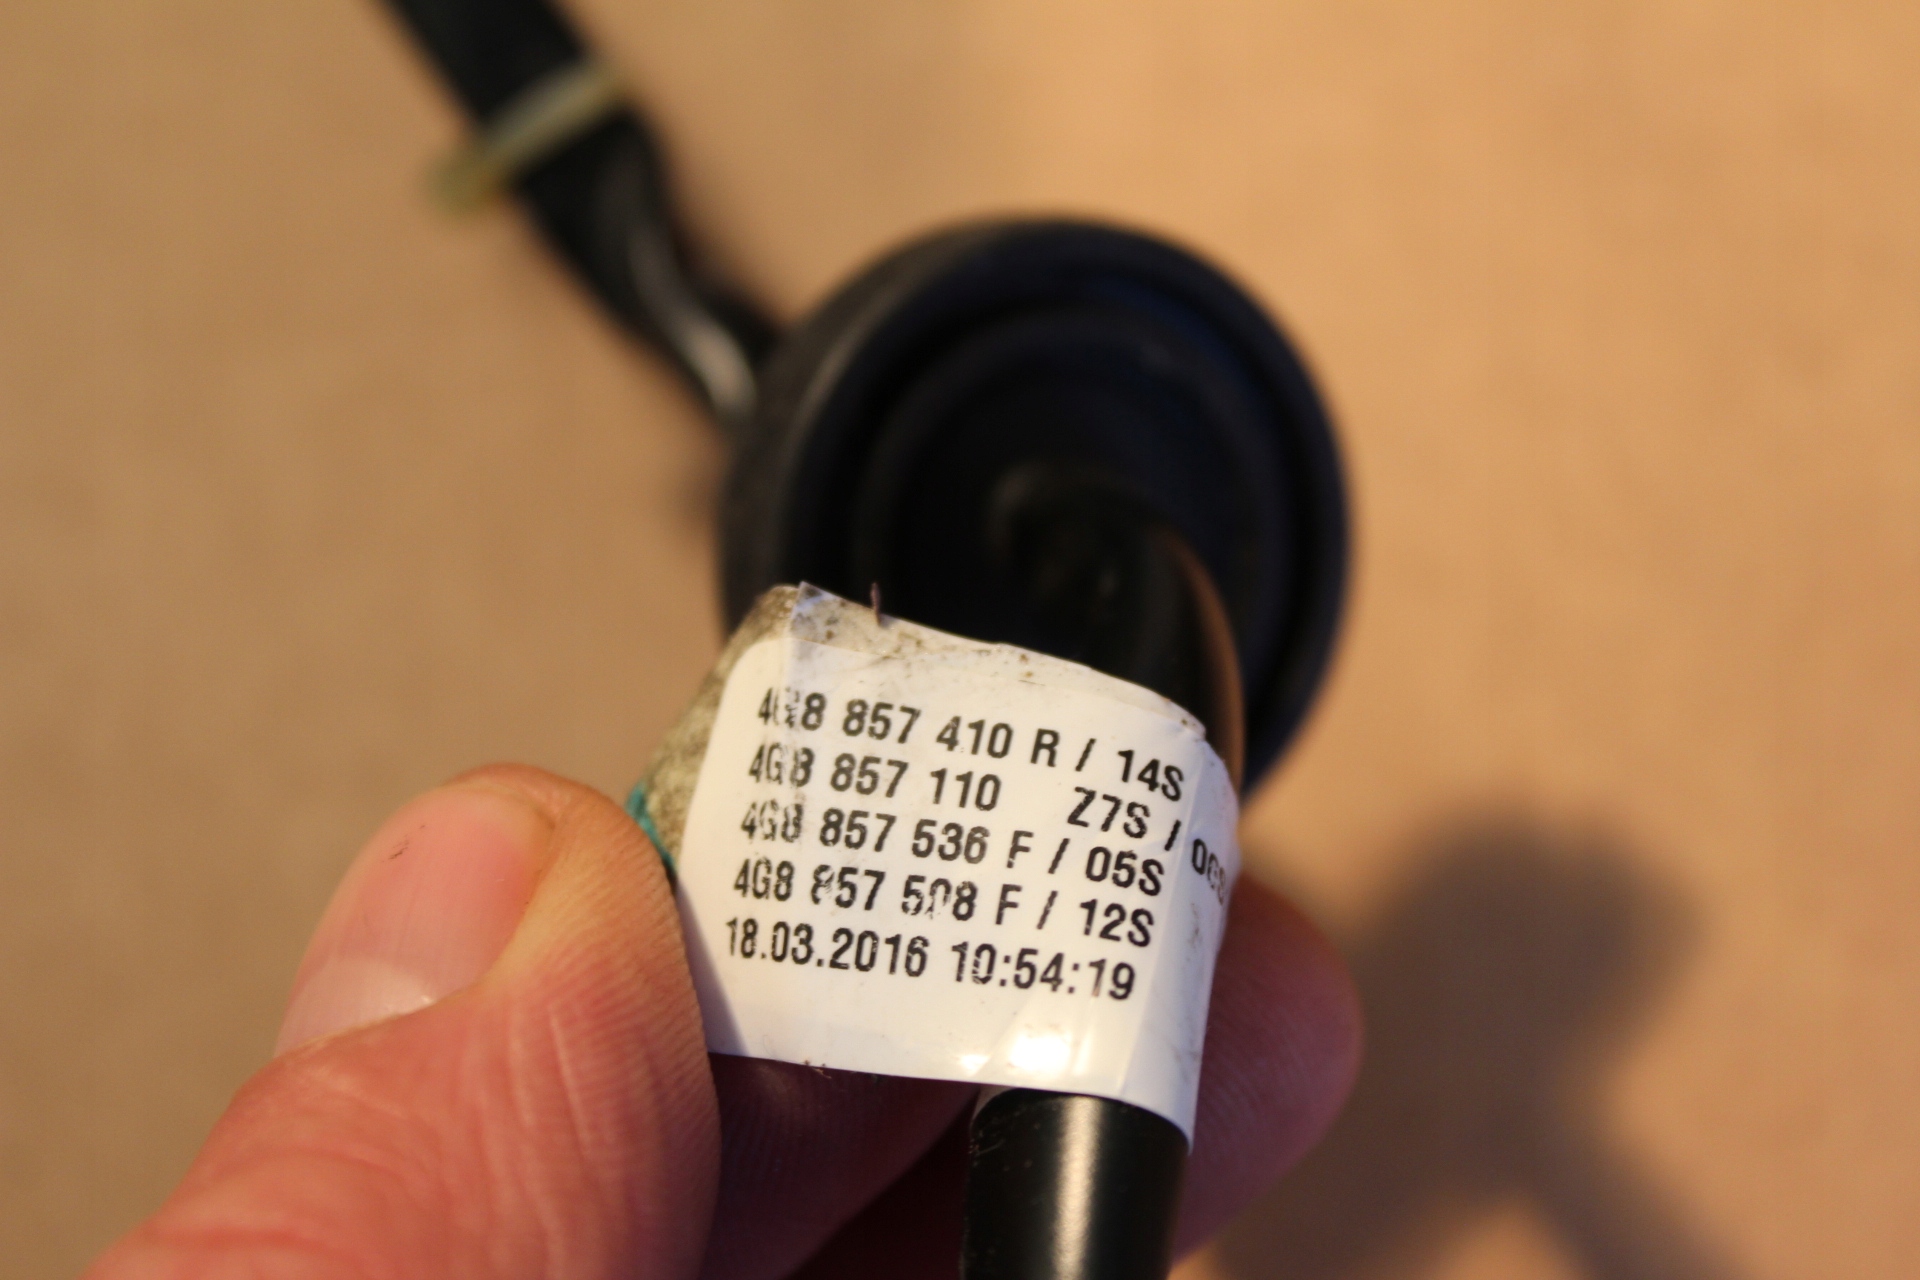 4G8 857 410 R / 14S
4G8 857 110 Z7S /
4G8 857 536 F / 05S
4G8 857 508 F / 12S
18.03.2016 10:54:19